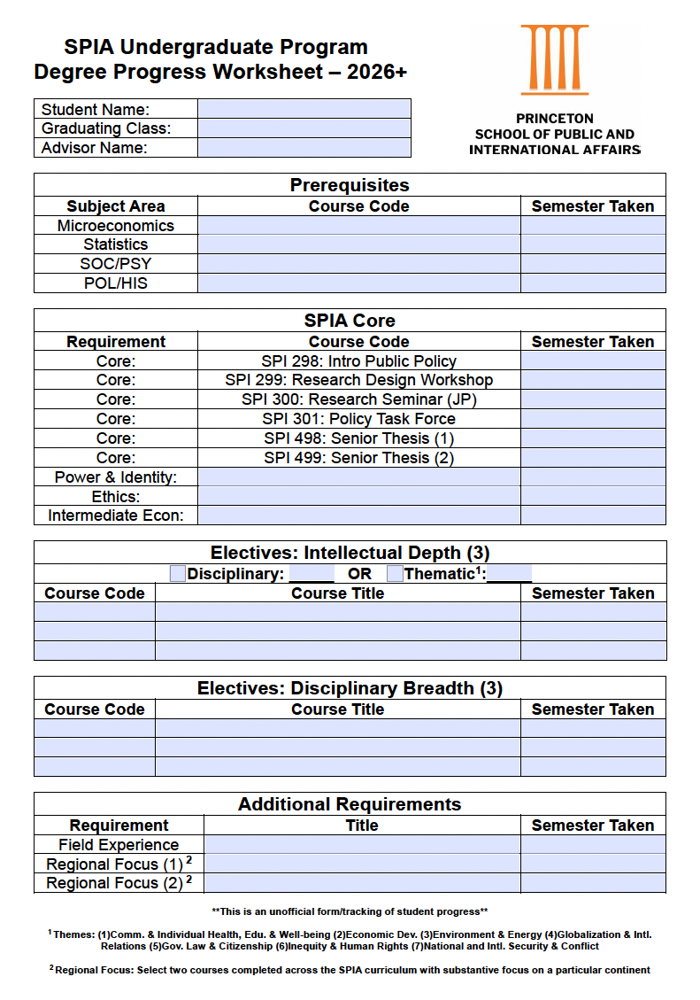 SPIA Undergraduate Program
Degree Progress Worksheet – 2026+
PRINCETON
SCHOOL OF PUBLIC AND
INTERNATIONAL AFFAIRS
Student Name:
Graduating Class:
Advisor Name:
Prerequisites
Subject Area Course Code Semester Taken
Microeconomics
Statistics
SOC/PSY
POL/HIS
SPIA Core
Requirement Course Code Semester Taken
Core: SPI 298: Intro Public Policy
Core: SPI 299: Research Design Workshop
Core: SPI 300: Research Seminar (JP)
Core: SPI 301: Policy Task Force
Core: SPI 498: Senior Thesis (1)
Core: SPI 499: Senior Thesis (2)
Power & Identity:
Ethics:
Intermediate Econ:
Electives: Intellectual Depth (3)
Disciplinary: OR Thematic¹:
Course Code Course Title Semester Taken
Electives: Disciplinary Breadth (3)
Course Code Course Title Semester Taken
Additional Requirements
Requirement Title Semester Taken
Field Experience
Regional Focus (1) ²
Regional Focus (2) ²
**This is an unofficial form/tracking of student progress**
¹ Themes: (1)Comm. & Individual Health, Edu. & Well-being (2)Economic Dev. (3)Environment & Energy (4)Globalization & Intl.
Relations (5)Gov. Law & Citizenship (6)Inequity & Human Rights (7)National and Intl. Security & Conflict
² Regional Focus: Select two courses completed across the SPIA curriculum with substantive focus on a particular continent